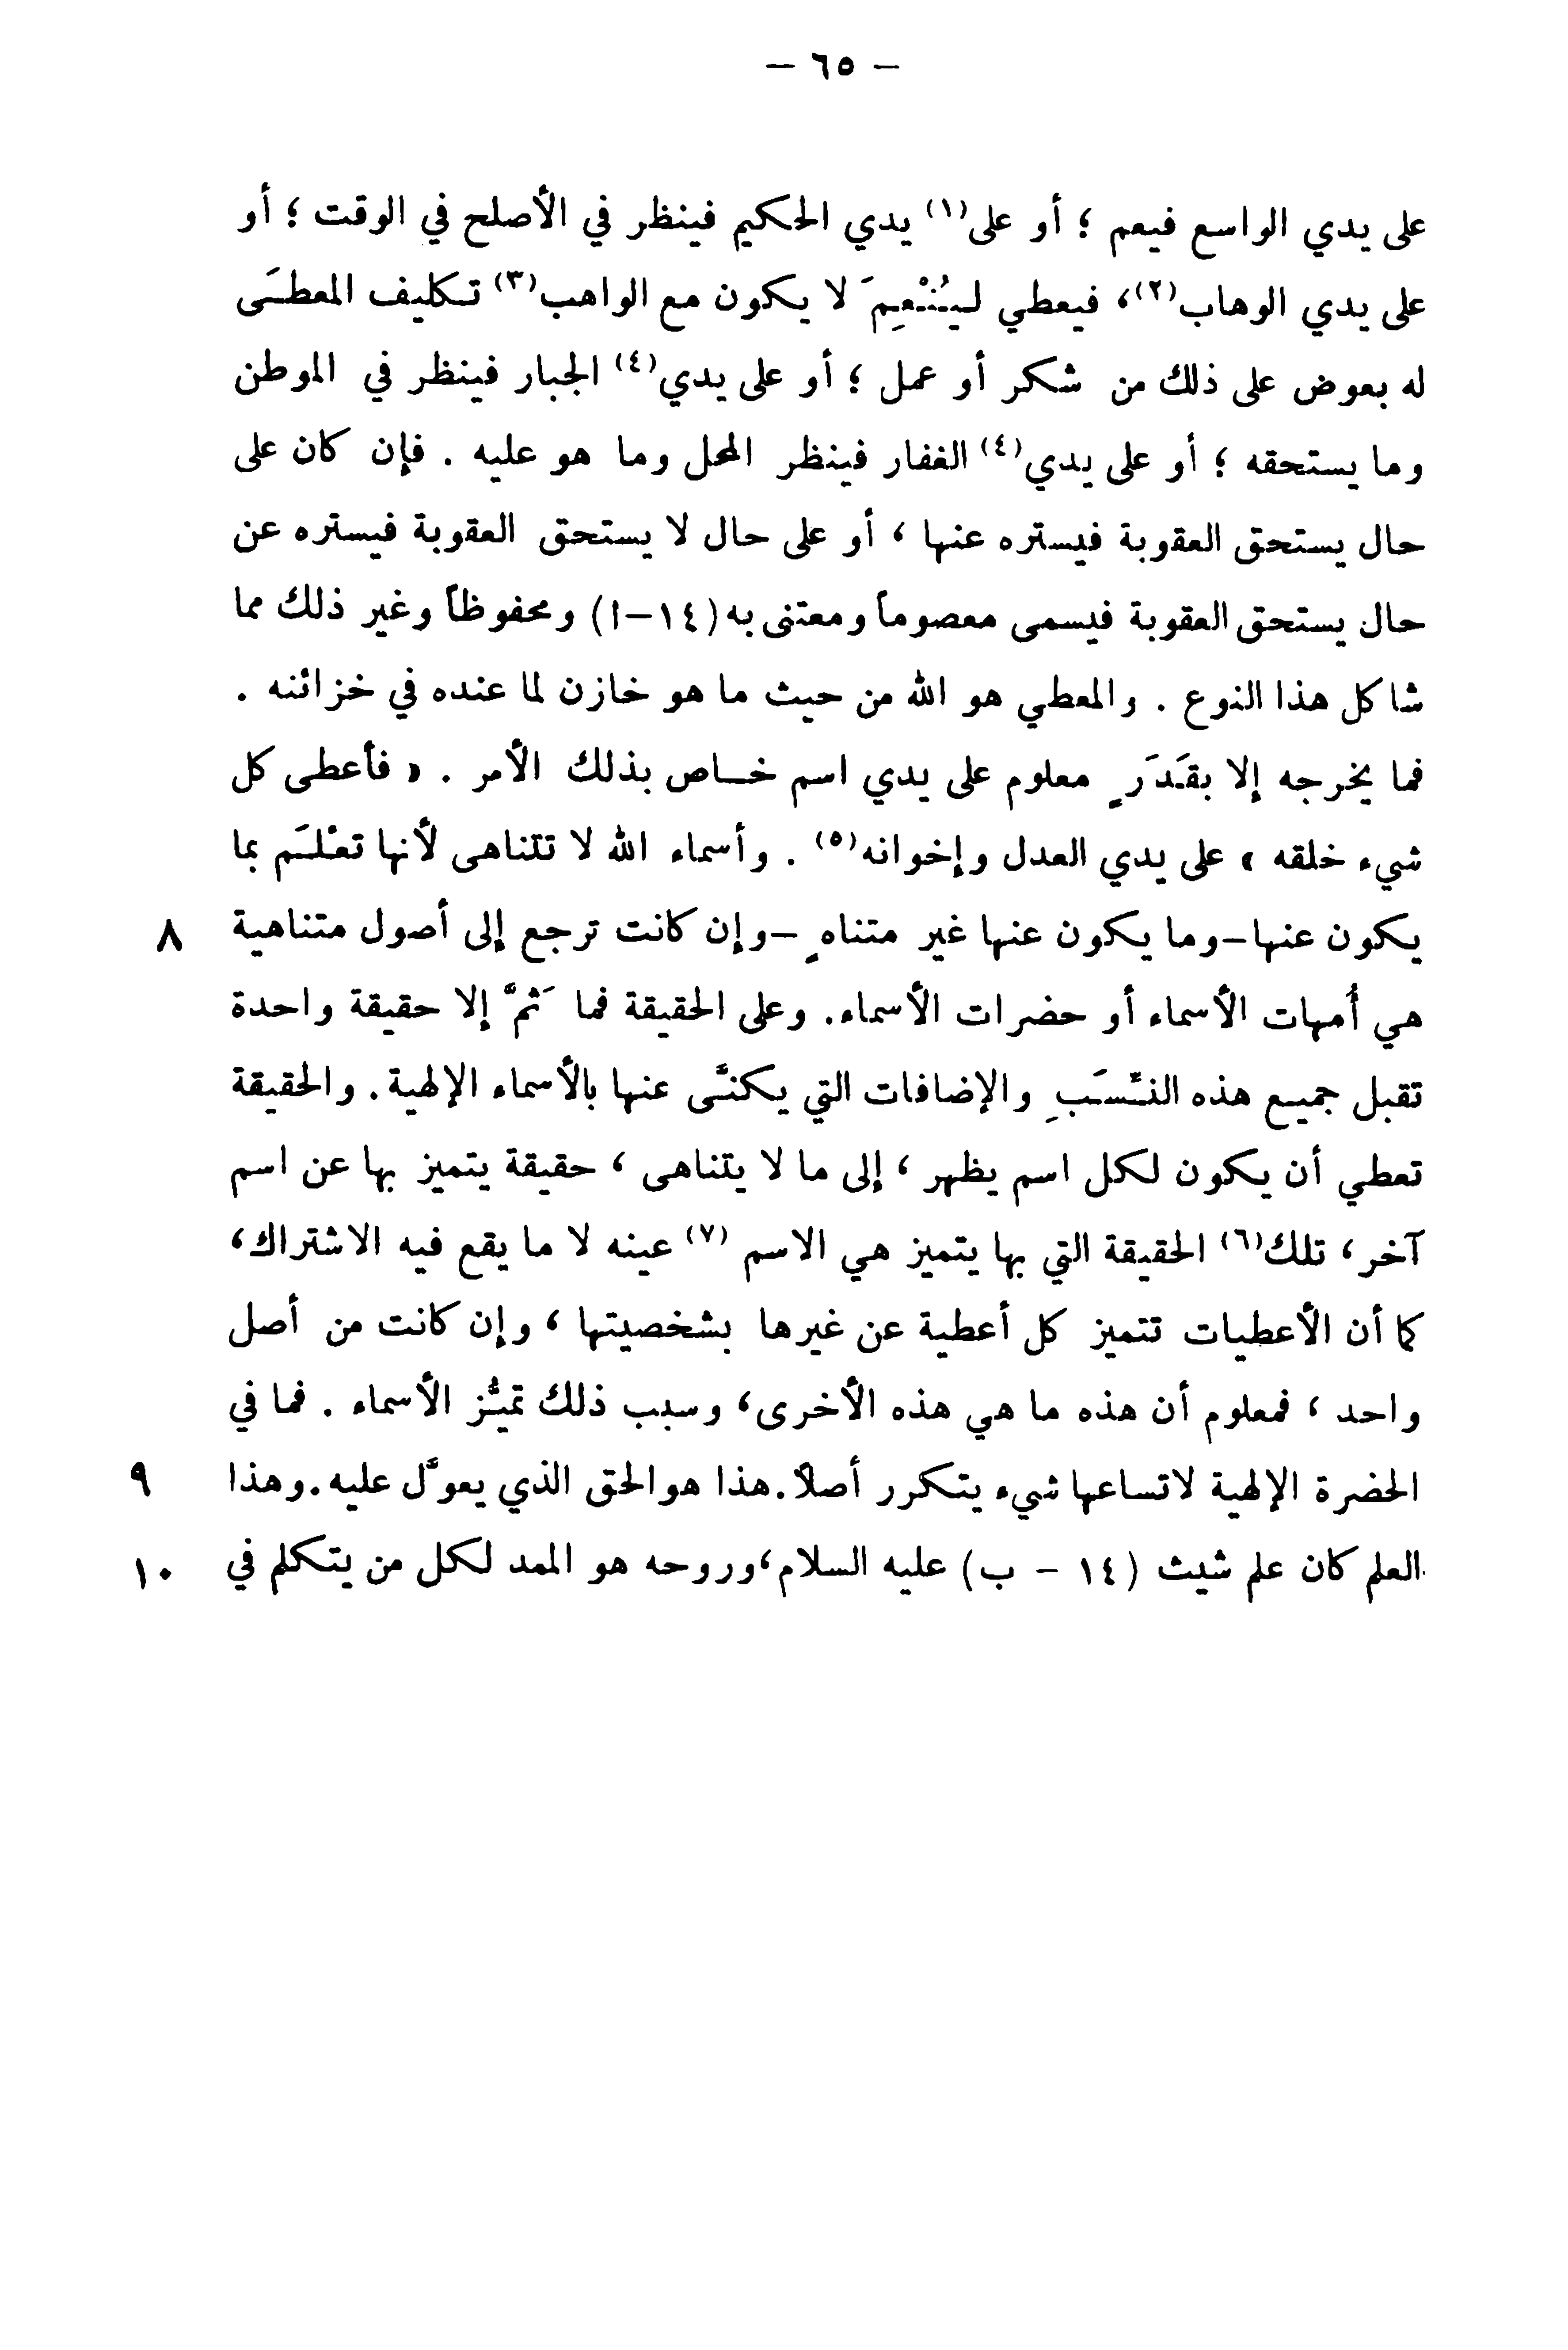 – ٦٥ –
على يدي الواسع فيعم ؛ أو على(١) يدي الحكيم فينظر في الأصلح في الوقت ؛ أو
على يدي الوهاب(٢)، فيعطي ليُنْعِمَ لا يكون مع الواهب(٣) تكليف المعطَى
له بعوض على ذلك من شكر أو عمل ؛ أو على يدي(٤) الجبار فينظر في الموطن
وما يستحقه ؛ أو على يدي(٤) الغفار فينظر المحل وما هو عليه . فإن كان على
حال يستحق العقوبة فيستره عنها ، أو على حال لا يستحق العقوبة فيستره عن
حال يستحق العقوبة فيسمى معصوماً ومعتنى به (١٤–ا) ومحفوظاً وغير ذلك مما
شاكل هذا النوع . والمعطي هو الله من حيث ما هو خازن لما عنده في خزائنه .
فما يخرجه إلا بقَدَرٍ معلوم على يدي اسم خاص بذلك الأمر . « فأعطى كل
شيء خلقه » على يدي العدل وإخوانه(٥) . وأسماء الله لا تتناهى لأنها تعْلَم بما
يكون عنها–وما يكون عنها غير متناهٍ–وإن كانت ترجع إلى أصول متناهية ٨
هي أُمهات الأسماء أو حضرات الأسماء. وعلى الحقيقة فما ثَمَّ إلا حقيقة واحدة
تقبل جميع هذه النِّسَبِ والإضافات التي يكنَّى عنها بالأسماء الإلهية. والحقيقة
تعطي أن يكون لكل اسم يظهر ، إلى ما لا يتناهى ، حقيقة يتميز بها عن اسم
آخر، تلك(٦) الحقيقة التي بها يتميز هي الاسم (٧) عينه لا ما يقع فيه الاشتراك،
كما أن الأعطيات تتميز كل أعطية عن غيرها بشخصيتها ، وإن كانت من أصل
واحد ، فمعلوم أن هذه ما هي هذه الأخرى، وسبب ذلك تميُّز الأسماء . فما في
الحضرة الإلهية لاتساعها شيء يتكرر أصلاً. هذا هو الحق الذي يعوَّل عليه. وهذا ٩
العلم كان علم شيث (١٤ – ب) عليه السلام، وروحه هو الممد لكل من يتكلم في ١٠